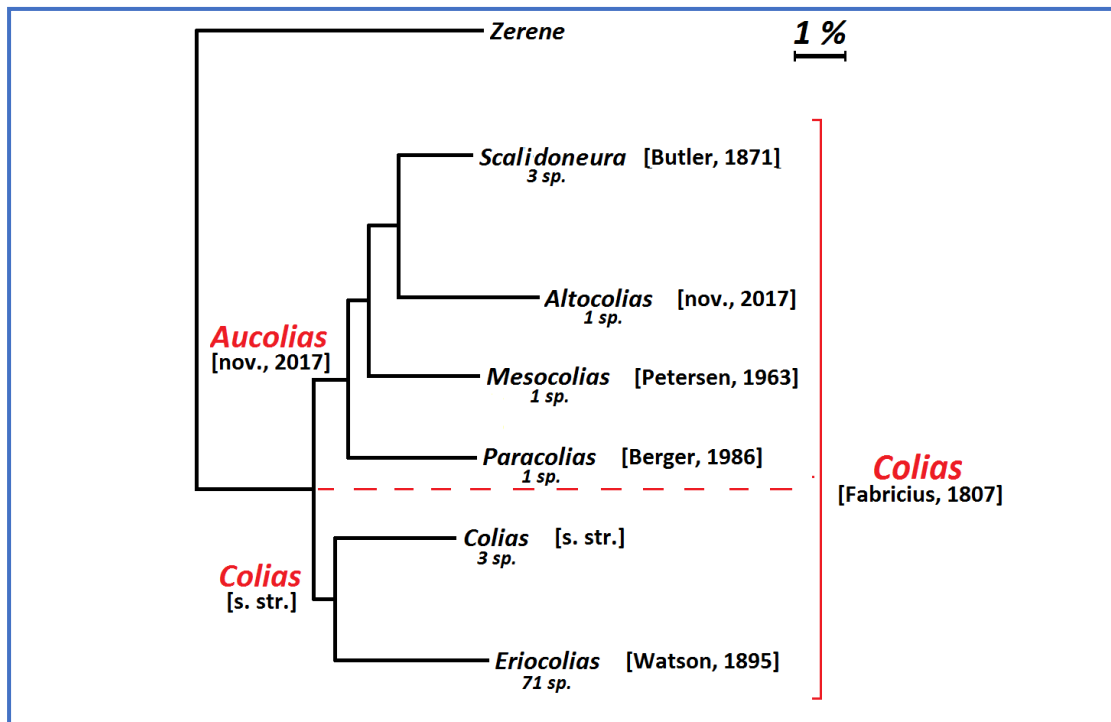 Zerene
1 %
Scalidoneura [Butler, 1871]
3 sp.
Altocolias [nov., 2017]
1 sp.
Aucolias
[nov., 2017]
Mesocolias [Petersen, 1963]
1 sp.
Paracolias [Berger, 1986]
1 sp.
Colias
[Fabricius, 1807]
Colias [s. str.]
3 sp.
Colias
[s. str.]
Eriocolias [Watson, 1895]
71 sp.